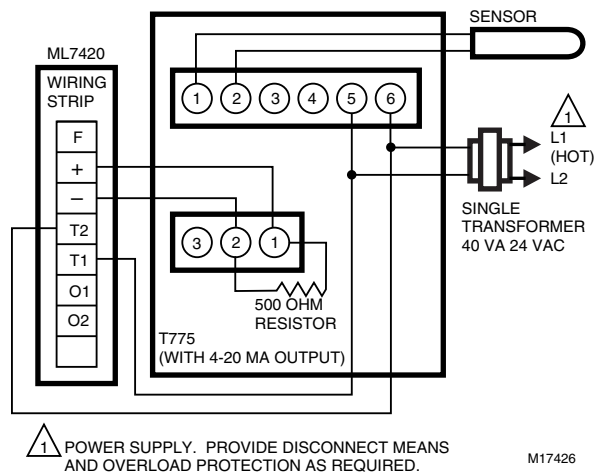 SENSOR
ML7420
WIRING
STRIP
1 2 3 4 5 6
F
+
–
T2
T1
O1
O2
1
L1
(HOT)
L2
SINGLE
TRANSFORMER
40 VA 24 VAC
3 2 1
500 OHM
RESISTOR
T775
(WITH 4-20 MA OUTPUT)
1 POWER SUPPLY. PROVIDE DISCONNECT MEANS
AND OVERLOAD PROTECTION AS REQUIRED.
M17426